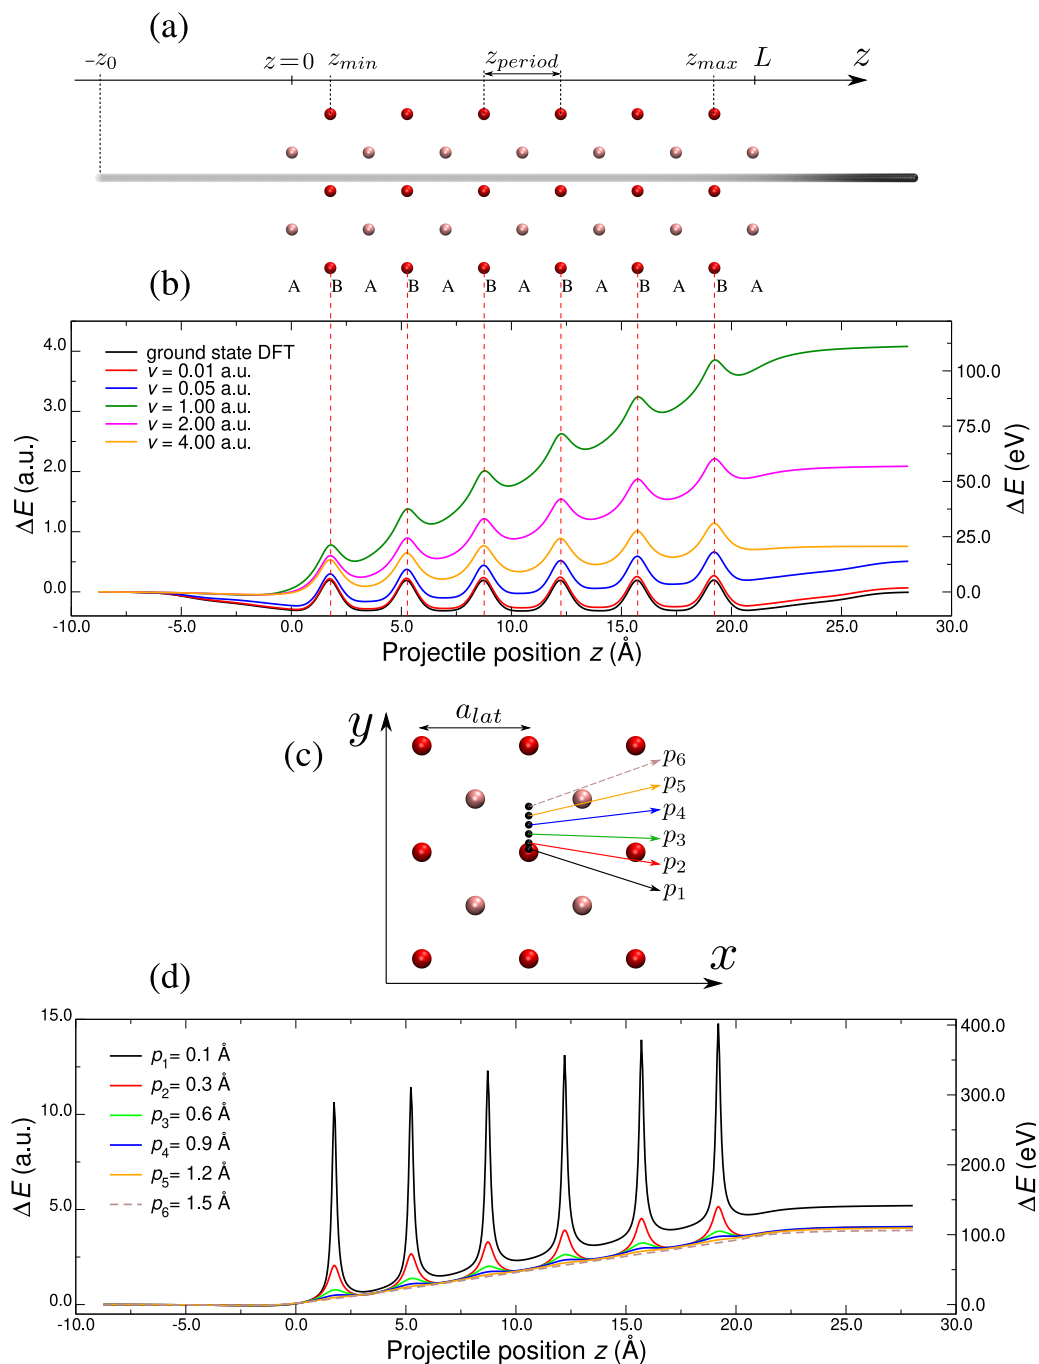 (a)
-z0 z=0 zmin zperiod zmax L z
A B A B A B A B A B A B A
(b)
4.0
3.0
2.0
1.0
0.0
ΔE (a.u.)
ground state DFT
v = 0.01 a.u.
v = 0.05 a.u.
v = 1.00 a.u.
v = 2.00 a.u.
v = 4.00 a.u.
100.0
75.0
50.0
25.0
0.0
ΔE (eV)
-10.0 -5.0 0.0 5.0 10.0 15.0 20.0 25.0 30.0
Projectile position z (Å)
(c)
y
alat
p6
p5
p4
p3
p2
p1
x
(d)
15.0
10.0
5.0
0.0
ΔE (a.u.)
p1= 0.1 Å
p2= 0.3 Å
p3= 0.6 Å
p4= 0.9 Å
p5= 1.2 Å
p6= 1.5 Å
400.0
300.0
200.0
100.0
0.0
ΔE (eV)
-10.0 -5.0 0.0 5.0 10.0 15.0 20.0 25.0 30.0
Projectile position z (Å)